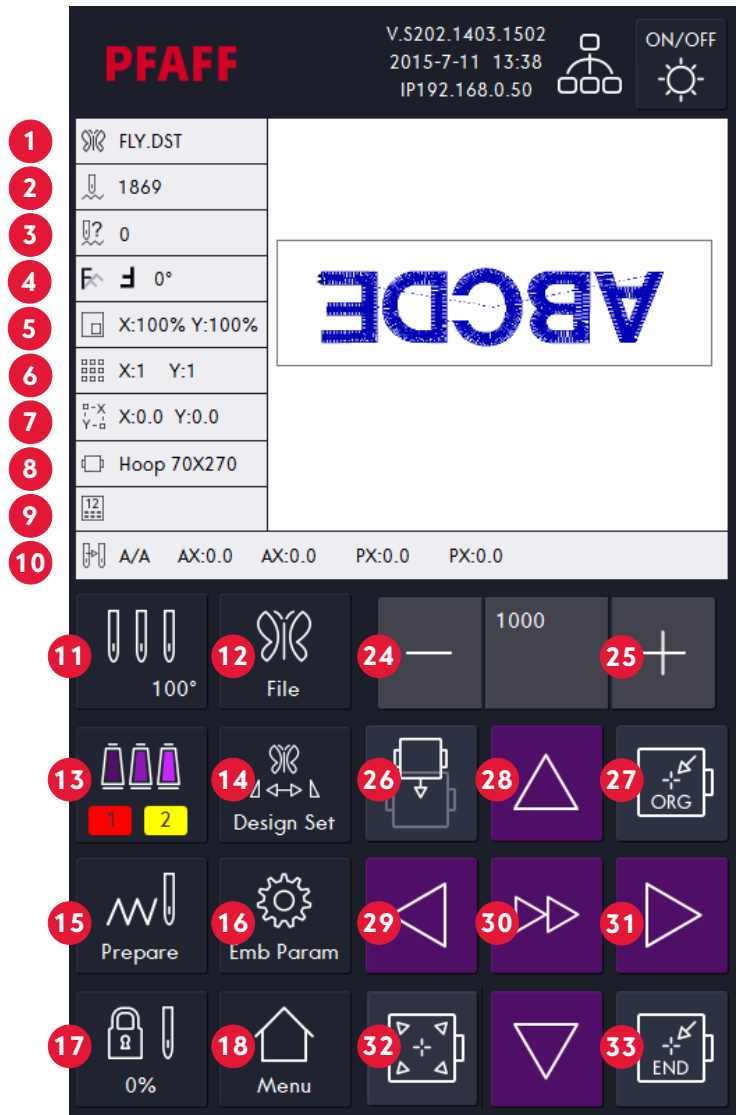 PFAFF
V.S202.1403.1502
2015-7-11 13:38
IP192.168.0.50
ON/OFF
1 FLY.DST
2 1869
3 ? 0
4 F F 0°
5 X:100% Y:100%
6 X:1 Y:1
7 X Y X:0.0 Y:0.0
8 Hoop 70X270
9 12
10 A/A AX:0.0 AX:0.0 PX:0.0 PX:0.0
ABCDE
11 100°
12 File
24
1000
25
13 1 2
14 Design Set
26
28
27 ORG
15 Prepare
16 Emb Param
29
30
31
17 0%
18 Menu
32
33 END